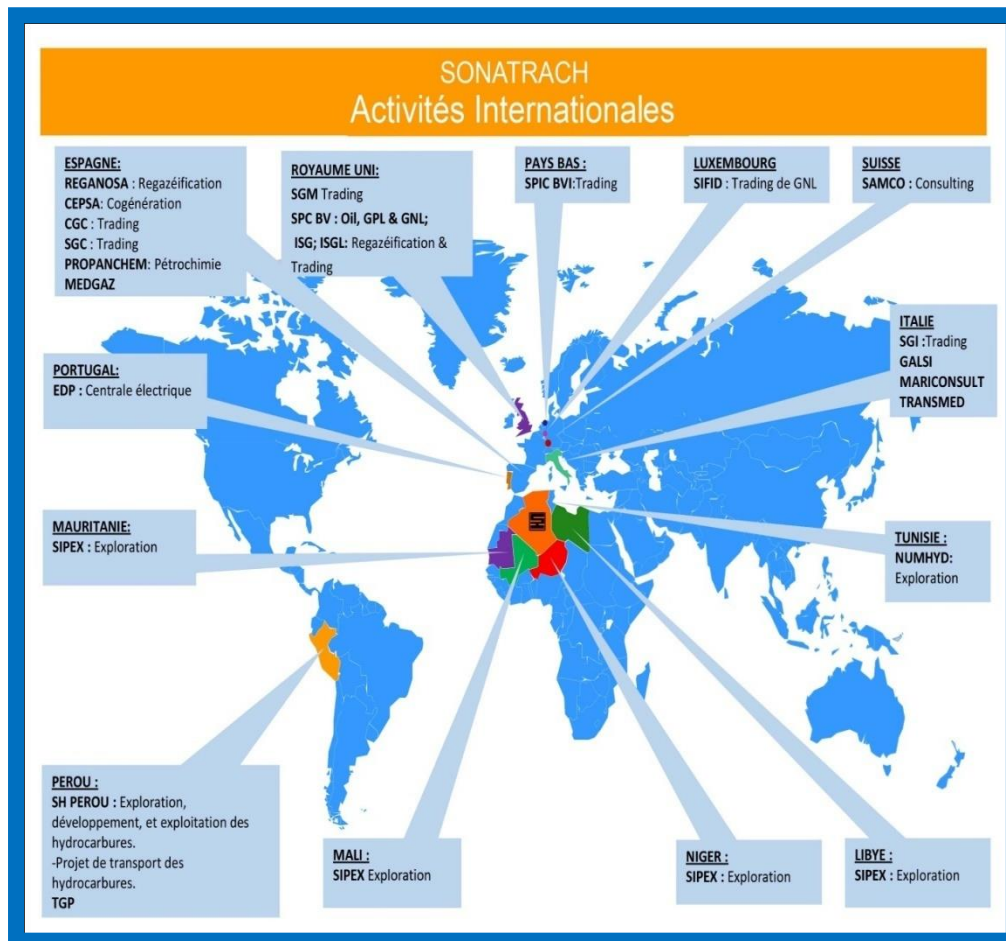 SONATRACH
Activités Internationales
ESPAGNE:
REGANOSA : Regazéification
CEPSA: Cogénération
CGC : Trading
SGC : Trading
PROPANCHEM: Pétrochimie
MEDGAZ
ROYAUME UNI:
SGM Trading
SPC BV : Oil, GPL & GNL;
ISG; ISGL: Regazéification &
Trading
PAYS BAS :
SPIC BVI:Trading
LUXEMBOURG
SIFID : Trading de GNL
SUISSE
SAMCO : Consulting
ITALIE
SGI :Trading
GALSI
MARICONSULT
TRANSMED
PORTUGAL:
EDP : Centrale électrique
MAURITANIE:
SIPEX : Exploration
TUNISIE :
NUMHYD:
Exploration
PEROU :
SH PEROU : Exploration,
développement, et exploitation des
hydrocarbures.
-Projet de transport des
hydrocarbures.
TGP
MALI :
SIPEX Exploration
NIGER :
SIPEX : Exploration
LIBYE :
SIPEX : Exploration